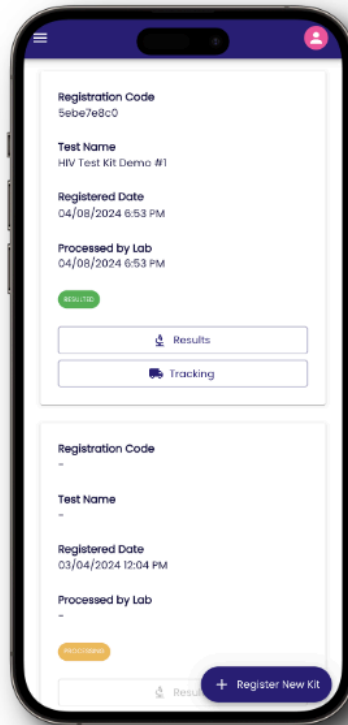 Registration Code
5ebe7e8c0
Test Name
HIV Test Kit Demo #1
Registered Date
04/08/2024 6:53 PM
Processed by Lab
04/08/2024 6:53 PM
RESULTED
Results
Tracking
Registration Code
-
Test Name
-
Registered Date
03/04/2024 12:04 PM
Processed by Lab
-
+ Register New Kit